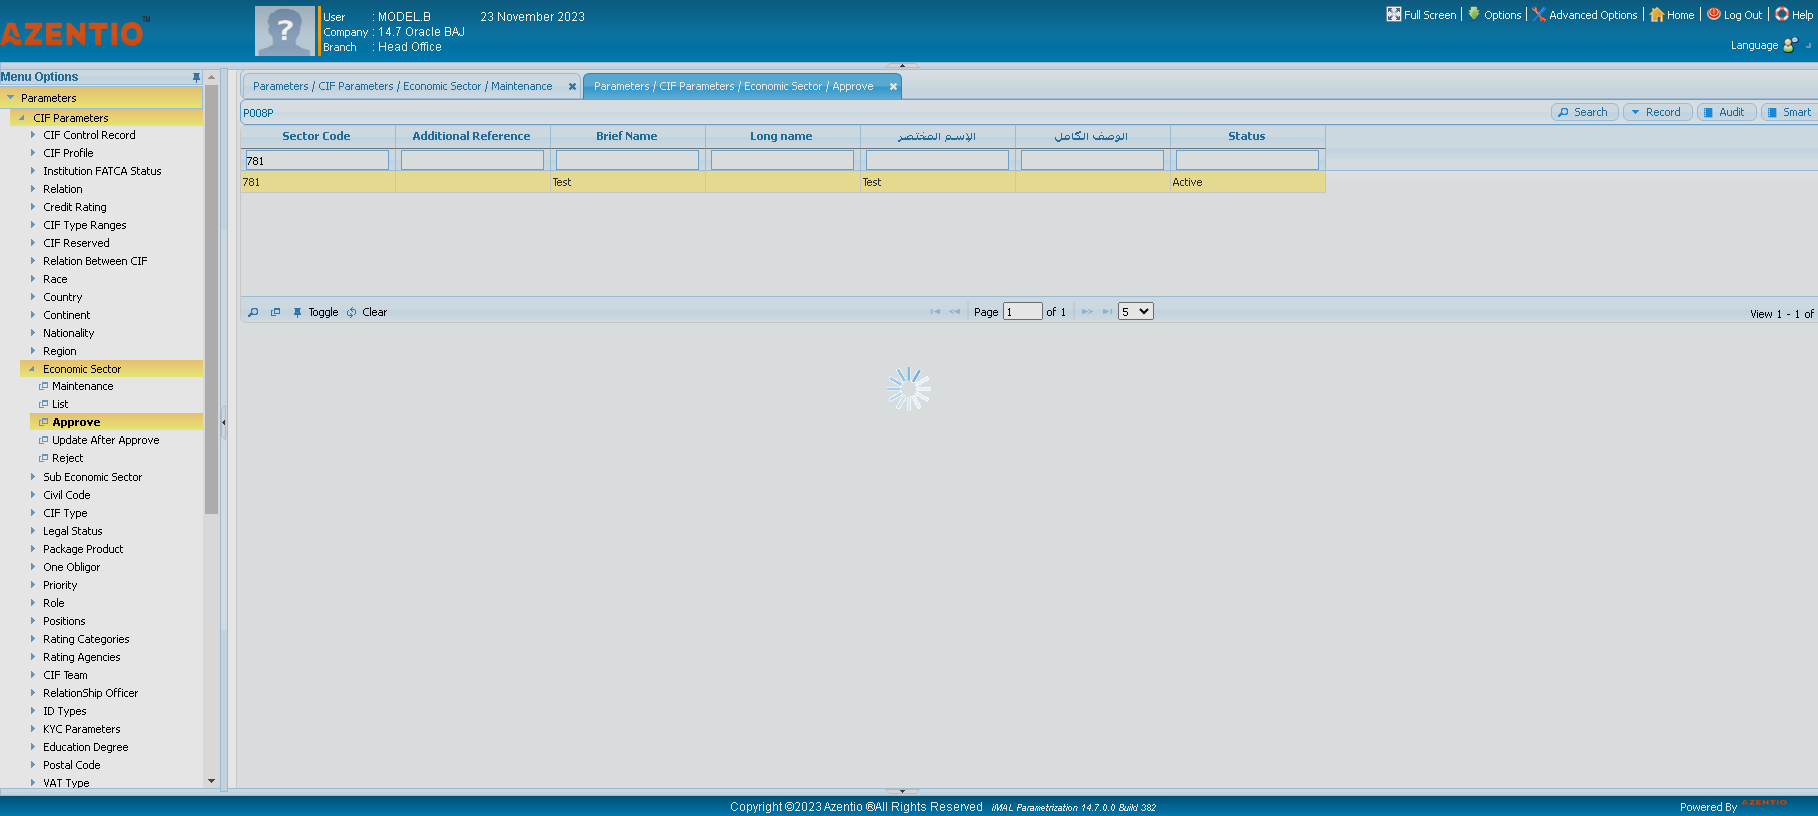 AZENTIO™
User : MODEL.B 23 November 2023
Company : 14.7 Oracle BAJ
Branch : Head Office
Full Screen | Options | Advanced Options | Home | Log Out | Help
Language
Menu Options
Parameters
CIF Parameters
CIF Control Record
CIF Profile
Institution FATCA Status
Relation
Credit Rating
CIF Type Ranges
CIF Reserved
Relation Between CIF
Race
Country
Continent
Nationality
Region
Economic Sector
Maintenance
List
Approve
Update After Approve
Reject
Sub Economic Sector
Civil Code
CIF Type
Legal Status
Package Product
One Obligor
Priority
Role
Positions
Rating Categories
Rating Agencies
CIF Team
RelationShip Officer
ID Types
KYC Parameters
Education Degree
Postal Code
VAT Type
Parameters / CIF Parameters / Economic Sector / Maintenance
Parameters / CIF Parameters / Economic Sector / Approve
P008P
Search Record Audit Smart
Sector Code Additional Reference Brief Name Long name الإسم المختصر الوصف الكامل Status
781
781 Test Test Active
Toggle Clear
Page 1 of 1 5
View 1 - 1 of
Copyright ©2023 Azentio ®All Rights Reserved iMAL Parametrization 14.7.0.0 Build 382
Powered By AZENTIO